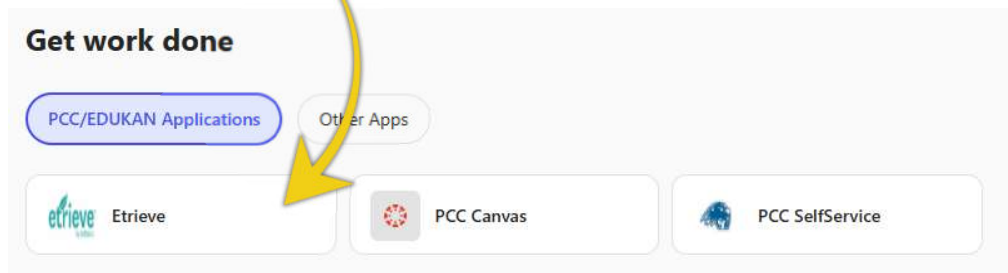 Get work done
PCC/EDUKAN Applications
Other Apps
etrieve
Etrieve
PCC Canvas
PCC SelfService